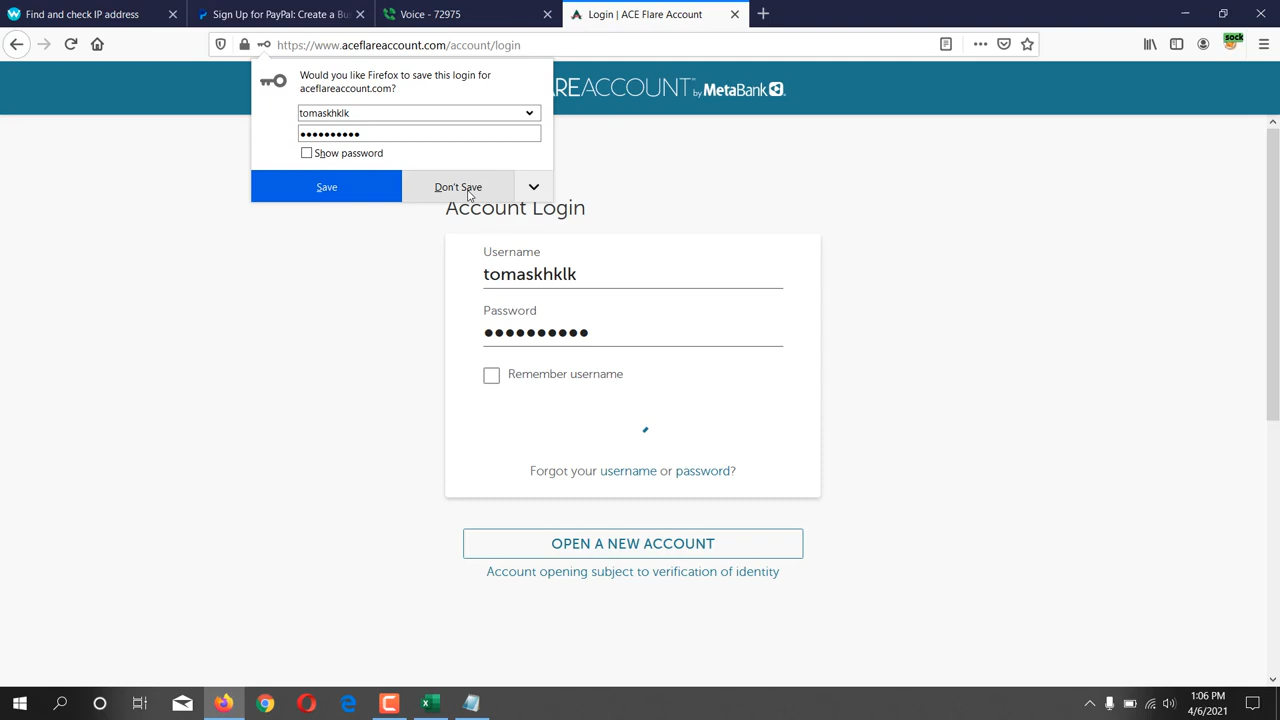 Find and check IP address
Sign Up for PayPal: Create a Bu
Voice - 72975
Login | ACE Flare Account
https://www.aceflareaccount.com/account/login
sock
Would you like Firefox to save this login for
aceflareaccount.com?
tomaskhklk
●●●●●●●●●●
Show password
Save
Don't Save
REACCOUNT™ by MetaBank
Account Login
Username
tomaskhklk
Password
●●●●●●●●●●
Remember username
Forgot your username or password?
OPEN A NEW ACCOUNT
Account opening subject to verification of identity
1:06 PM
4/6/2021